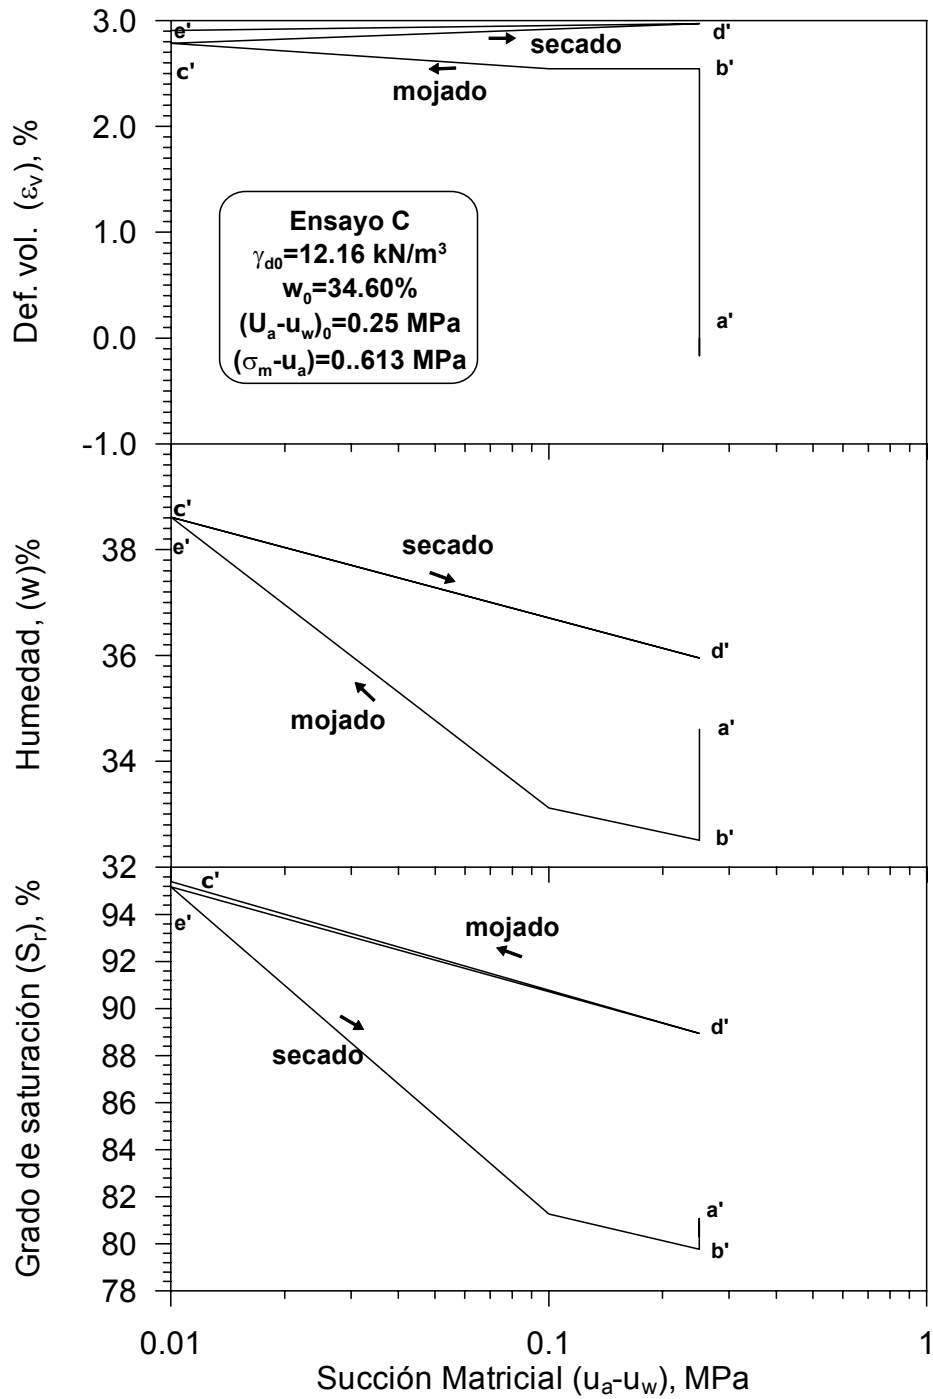 Def. vol. (εv), %
3.0
2.0
1.0
0.0
-1.0
e'
d'
secado
c'
b'
mojado
Ensayo C
γd0=12.16 kN/m³
w0=34.60%
(Ua-uw)0=0.25 MPa
(σm-ua)=0..613 MPa
a'
Humedad, (w)%
38
36
34
32
c'
e'
secado
d'
mojado
a'
b'
Grado de saturación (Sr), %
94
92
90
88
86
84
82
80
78
c'
e'
mojado
d'
secado
a'
b'
0.01
0.1
1
Succión Matricial (ua-uw), MPa